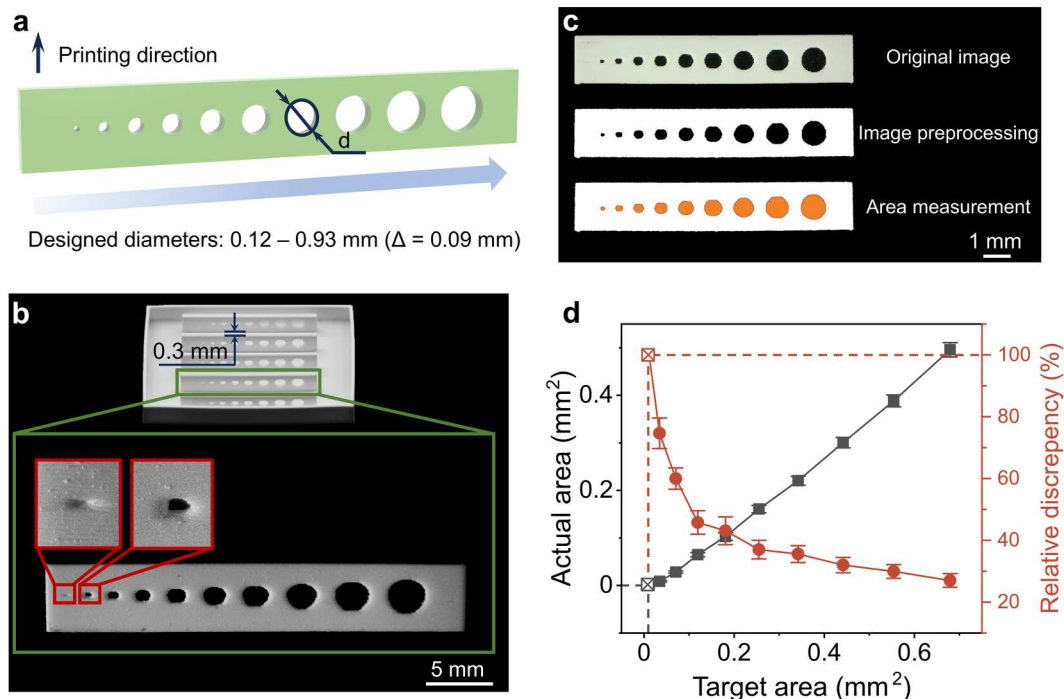 a
Printing direction
d
Designed diameters: 0.12 – 0.93 mm (Δ = 0.09 mm)
b
0.3 mm
5 mm
c
Original image
Image preprocessing
Area measurement
1 mm
d
Actual area (mm²)
0.4
0.2
0
0
0.2
0.4
0.6
Target area (mm²)
100
80
60
40
20
Relative discrepency (%)